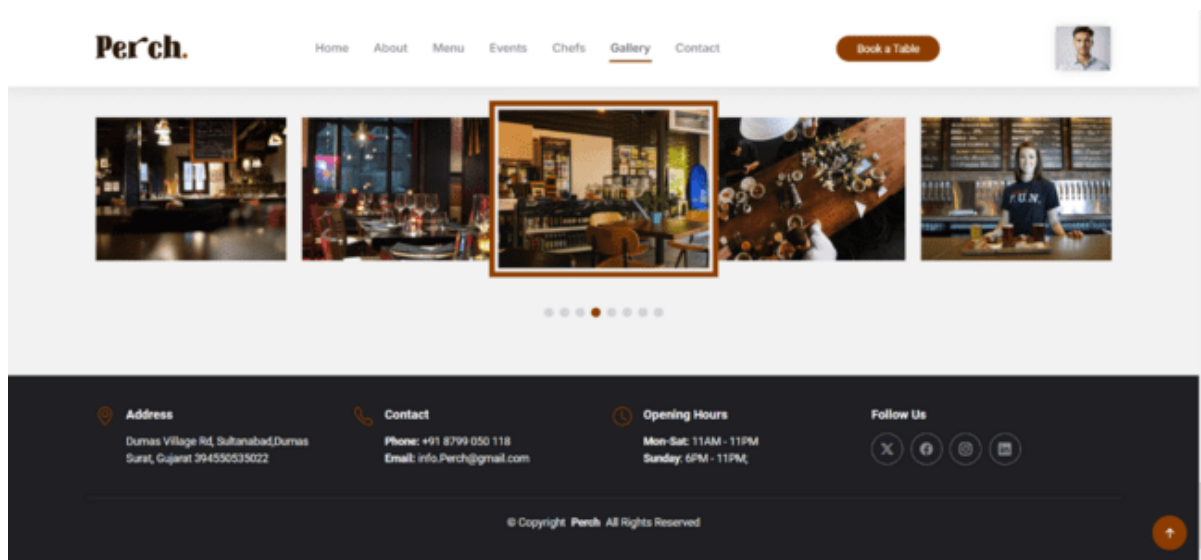 Perch.
Home About Menu Events Chefs Gallery Contact
Book a Table
F.U.N.
Address
Dumas Village Rd, Sultanabad,Dumas
Surat, Gujarat 394550535022
Contact
Phone: +91 8799 050 118
Email: info.Perch@gmail.com
Opening Hours
Mon-Sat: 11AM - 11PM
Sunday: 6PM - 11PM;
Follow Us
© Copyright Perch All Rights Reserved